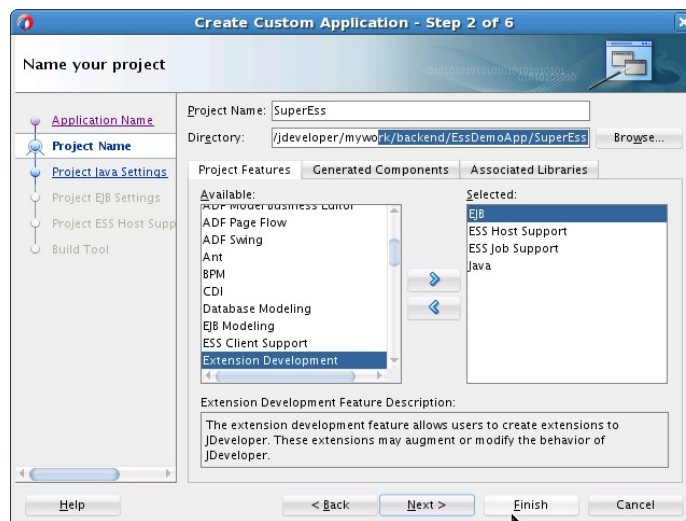 Create Custom Application - Step 2 of 6
Name your project
Application Name
Project Name
Project Java Settings
Project EJB Settings
Project ESS Host Supp
Build Tool
Project Name: SuperEss
Directory: /jdeveloper/mywork/backend/EssDemoApp/SuperEss Browse...
Project Features Generated Components Associated Libraries
Available:
ADF Model Business Editor
ADF Page Flow
ADF Swing
Ant
BPM
CDI
Database Modeling
EJB Modeling
ESS Client Support
Extension Development
Selected:
EJB
ESS Host Support
ESS Job Support
Java
Extension Development Feature Description:
The extension development feature allows users to create extensions to
JDeveloper. These extensions may augment or modify the behavior of
JDeveloper.
Help < Back Next > Finish Cancel